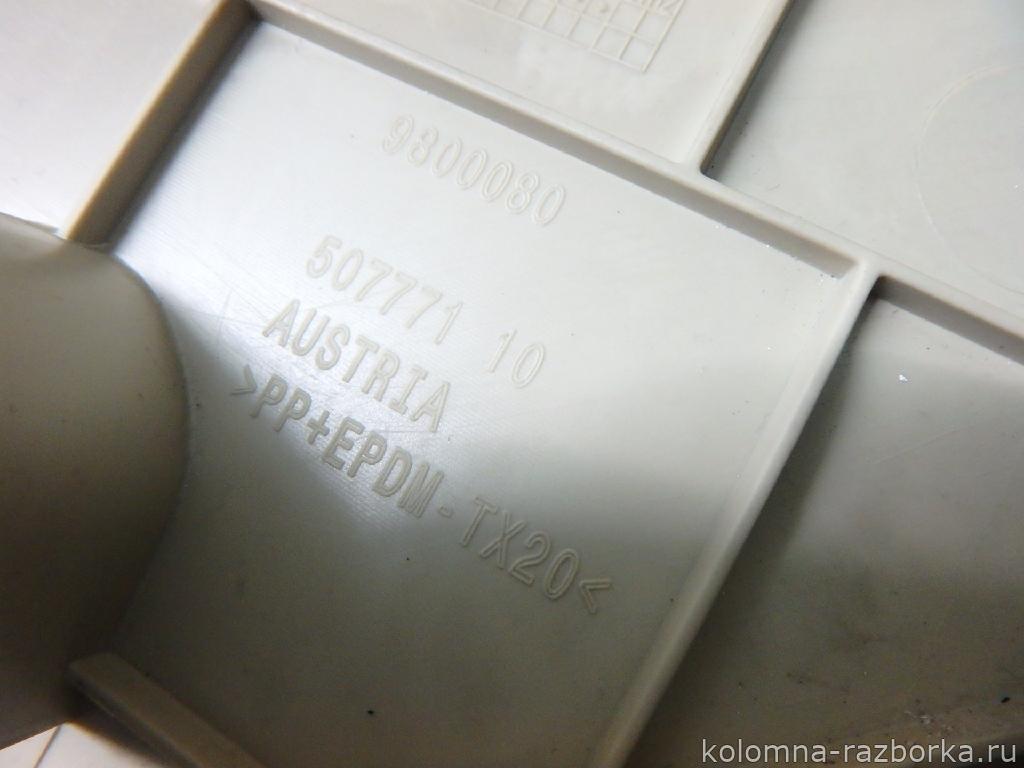 9800080
507771 10
AUSTRIA
>PP+EPDM-TX20<
kolomna-razborka.ru